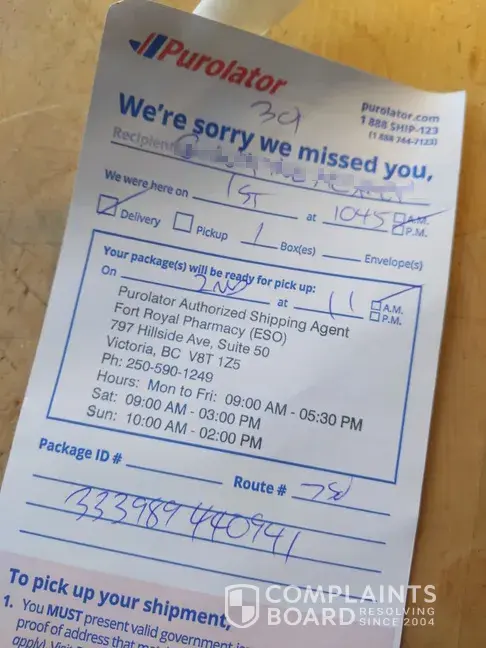 Purolator
purolator.com
1 888 SHIP-123
(1 888 744-7123)
We're sorry we missed you,
Recipient
We were here on 1ST at 1045 A.M. P.M.
Delivery Pickup 1 Box(es) Envelope(s)
Your package(s) will be ready for pick up:
On 2ND at 11 A.M. P.M.
Purolator Authorized Shipping Agent
Fort Royal Pharmacy (ESO)
797 Hillside Ave, Suite 50
Victoria, BC V8T 1Z5
Ph: 250-590-1249
Hours: Mon to Fri: 09:00 AM - 05:30 PM
Sat: 09:00 AM - 03:00 PM
Sun: 10:00 AM - 02:00 PM
Package ID # Route #
333989440941
To pick up your shipment,
1. You MUST present valid government
proof of address that
COMPLAINTS
BOARD RESOLVING
SINCE 2004